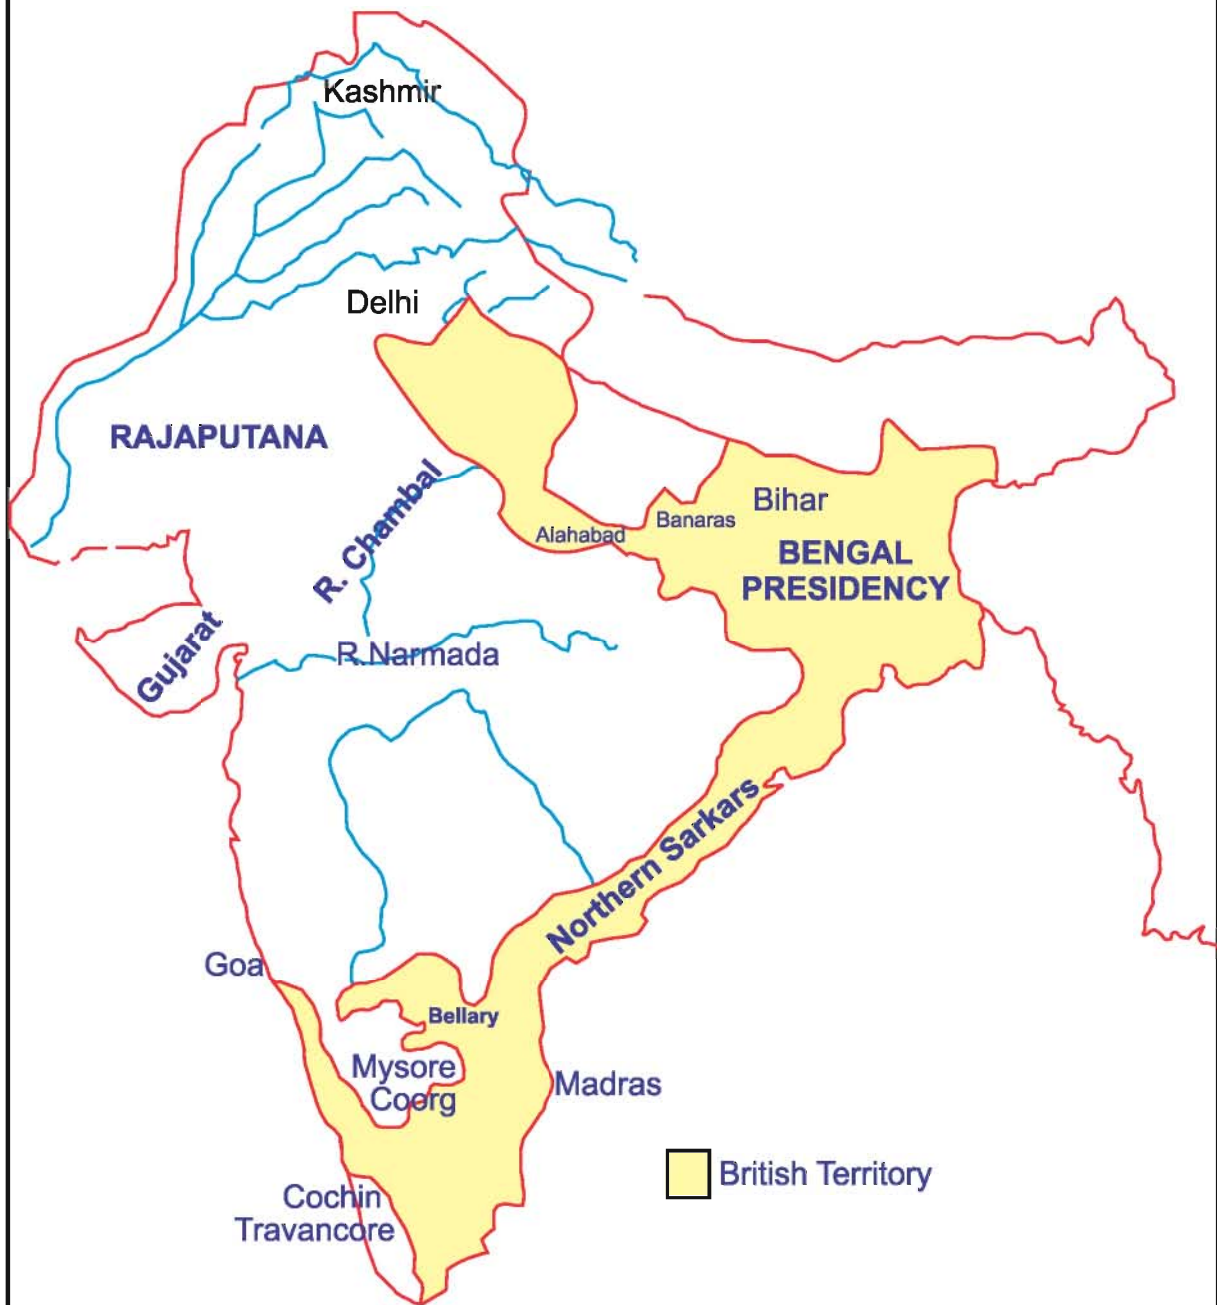 Kashmir
Delhi
RAJAPUTANA
R. Chambal
Alahabad
Banaras
Bihar
BENGAL
PRESIDENCY
Gujarat
R.Narmada
Northern Sarkars
Goa
Bellary
Mysore
Coorg
Madras
British Territory
Cochin
Travancore